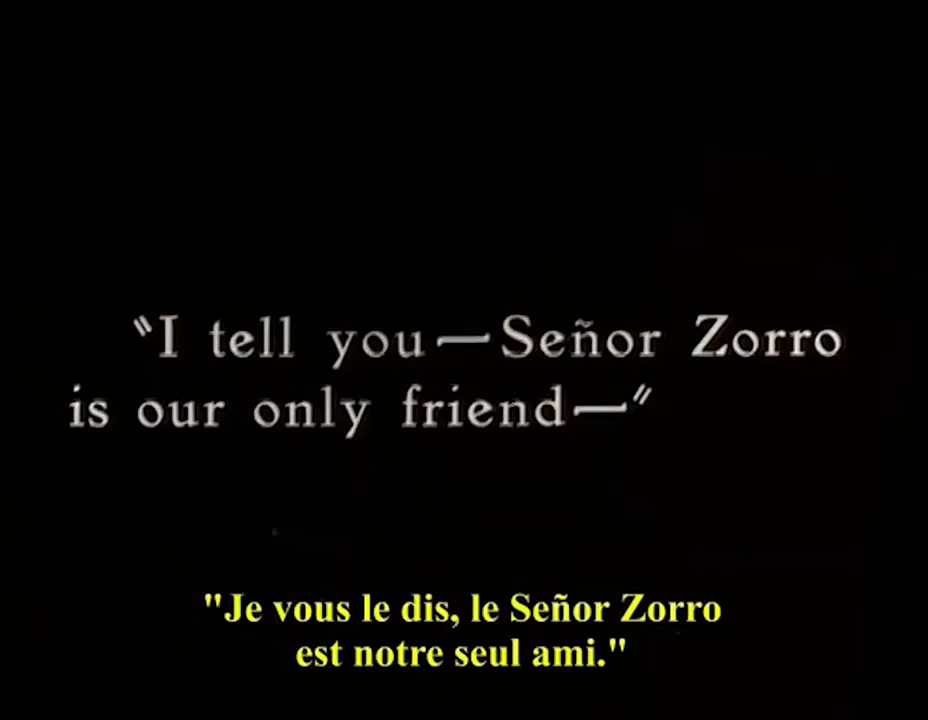 "I tell you—Señor Zorro
is our only friend—"
"Je vous le dis, le Señor Zorro
est notre seul ami."